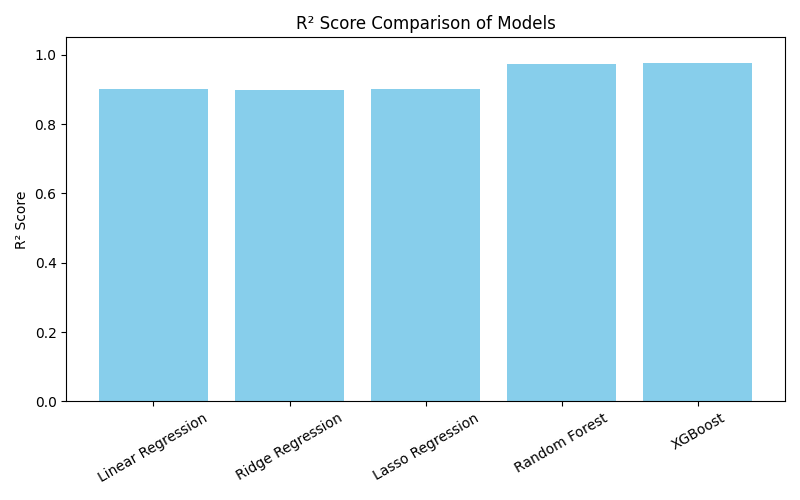 R² Score Comparison of Models
1.0
0.8
0.6
0.4
0.2
0.0
R² Score
Linear Regression
Ridge Regression
Lasso Regression
Random Forest
XGBoost